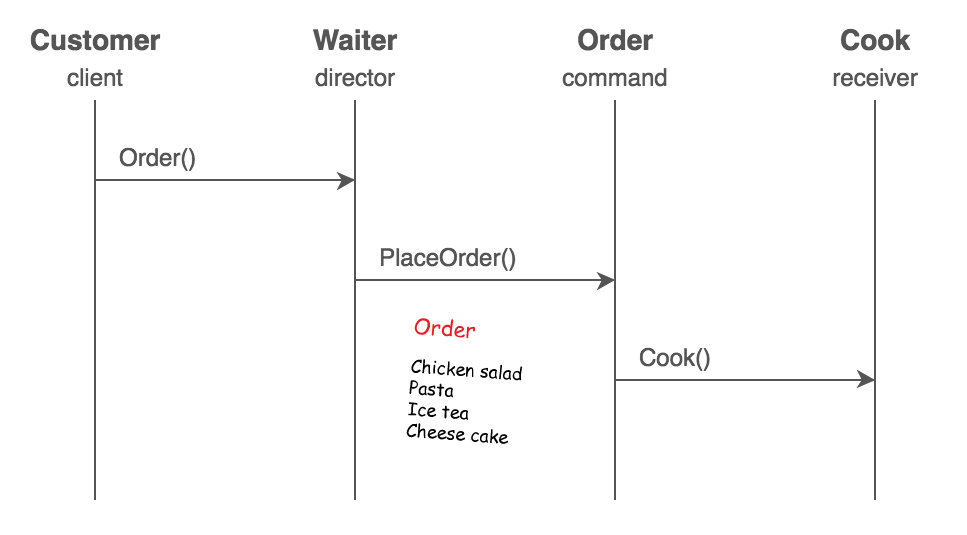 Customer
client
Waiter
director
Order
command
Cook
receiver
Order()
PlaceOrder()
Order
Chicken salad
Pasta
Ice tea
Cheese cake
Cook()